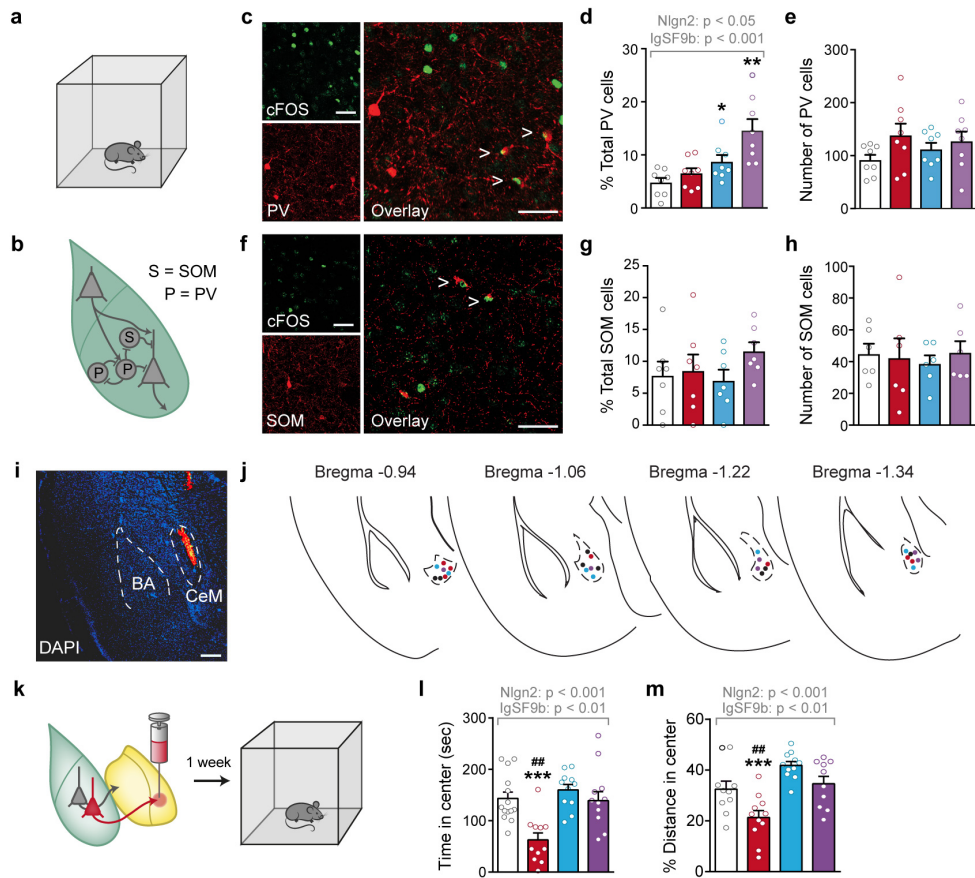 a
b
S = SOM
P = PV
S
P
P
c
cFOS
PV
Overlay
>
>
>
d
Nlgn2: p < 0.05
IgSF9b: p < 0.001
% Total PV cells
30
20
10
0
*
**
e
Number of PV cells
300
200
100
0
f
cFOS
SOM
Overlay
>
>
g
% Total SOM cells
25
20
15
10
5
0
h
Number of SOM cells
100
80
60
40
20
0
i
BA
CeM
DAPI
j
Bregma -0.94
Bregma -1.06
Bregma -1.22
Bregma -1.34
k
1 week
l
Nlgn2: p < 0.001
IgSF9b: p < 0.01
Time in center (sec)
300
200
100
0
##
***
m
Nlgn2: p < 0.001
IgSF9b: p < 0.01
% Distance in center
60
40
20
0
##
***